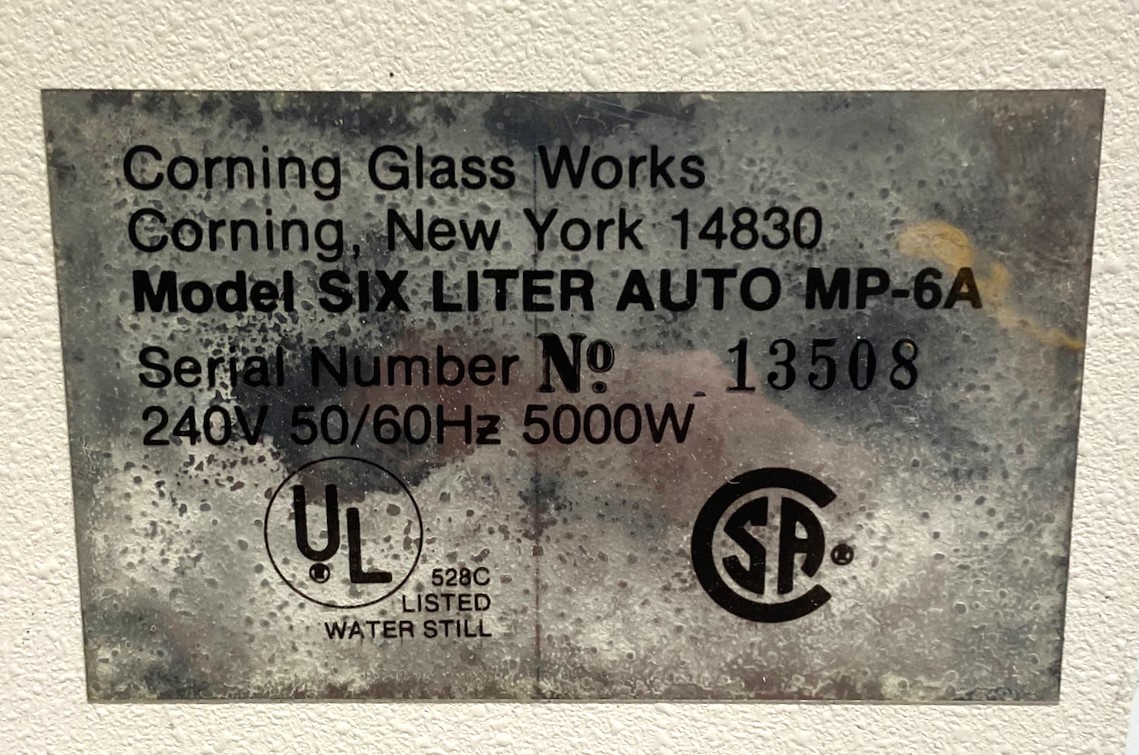 Corning Glass Works
Corning, New York 14830
Model SIX LITER AUTO MP-6A
Serial Number Nº 13508
240V 50/60Hz 5000W
UL
CSA
528C
LISTED
WATER STILL